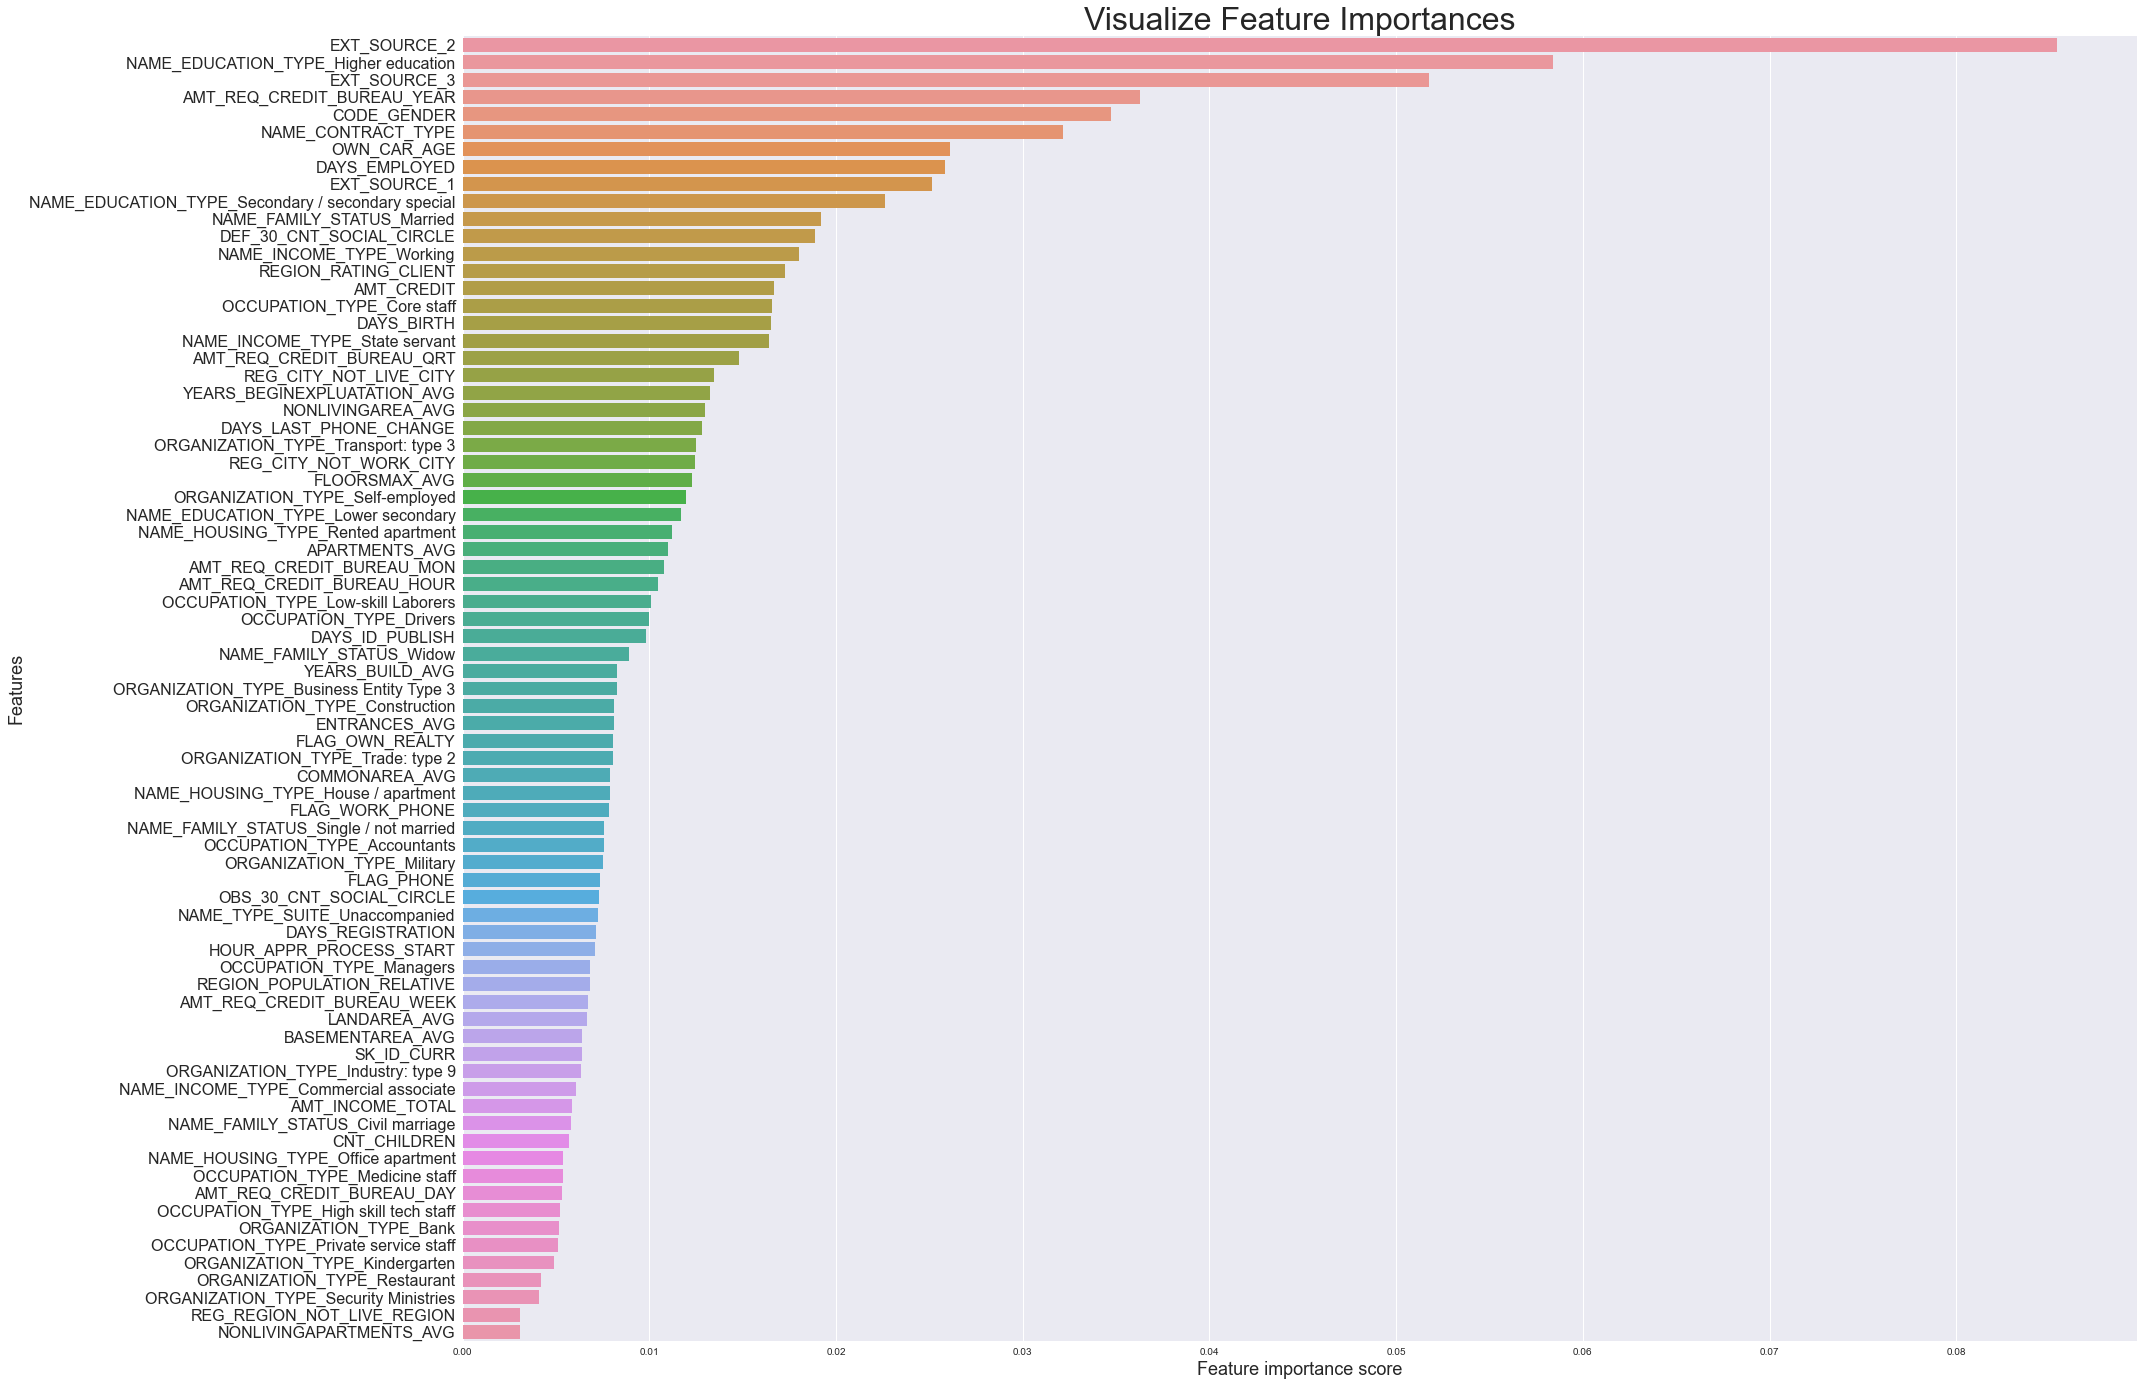 Visualize Feature Importances
EXT_SOURCE_2
NAME_EDUCATION_TYPE_Higher education
EXT_SOURCE_3
AMT_REQ_CREDIT_BUREAU_YEAR
CODE_GENDER
NAME_CONTRACT_TYPE
OWN_CAR_AGE
DAYS_EMPLOYED
EXT_SOURCE_1
NAME_EDUCATION_TYPE_Secondary / secondary special
NAME_FAMILY_STATUS_Married
DEF_30_CNT_SOCIAL_CIRCLE
NAME_INCOME_TYPE_Working
REGION_RATING_CLIENT
AMT_CREDIT
OCCUPATION_TYPE_Core staff
DAYS_BIRTH
NAME_INCOME_TYPE_State servant
AMT_REQ_CREDIT_BUREAU_QRT
REG_CITY_NOT_LIVE_CITY
YEARS_BEGINEXPLUATATION_AVG
NONLIVINGAREA_AVG
DAYS_LAST_PHONE_CHANGE
ORGANIZATION_TYPE_Transport: type 3
REG_CITY_NOT_WORK_CITY
FLOORSMAX_AVG
ORGANIZATION_TYPE_Self-employed
NAME_EDUCATION_TYPE_Lower secondary
NAME_HOUSING_TYPE_Rented apartment
APARTMENTS_AVG
AMT_REQ_CREDIT_BUREAU_MON
AMT_REQ_CREDIT_BUREAU_HOUR
OCCUPATION_TYPE_Low-skill Laborers
OCCUPATION_TYPE_Drivers
DAYS_ID_PUBLISH
NAME_FAMILY_STATUS_Widow
YEARS_BUILD_AVG
ORGANIZATION_TYPE_Business Entity Type 3
ORGANIZATION_TYPE_Construction
ENTRANCES_AVG
FLAG_OWN_REALTY
ORGANIZATION_TYPE_Trade: type 2
COMMONAREA_AVG
NAME_HOUSING_TYPE_House / apartment
FLAG_WORK_PHONE
NAME_FAMILY_STATUS_Single / not married
OCCUPATION_TYPE_Accountants
ORGANIZATION_TYPE_Military
FLAG_PHONE
OBS_30_CNT_SOCIAL_CIRCLE
NAME_TYPE_SUITE_Unaccompanied
DAYS_REGISTRATION
HOUR_APPR_PROCESS_START
OCCUPATION_TYPE_Managers
REGION_POPULATION_RELATIVE
AMT_REQ_CREDIT_BUREAU_WEEK
LANDAREA_AVG
BASEMENTAREA_AVG
SK_ID_CURR
ORGANIZATION_TYPE_Industry: type 9
NAME_INCOME_TYPE_Commercial associate
AMT_INCOME_TOTAL
NAME_FAMILY_STATUS_Civil marriage
CNT_CHILDREN
NAME_HOUSING_TYPE_Office apartment
OCCUPATION_TYPE_Medicine staff
AMT_REQ_CREDIT_BUREAU_DAY
OCCUPATION_TYPE_High skill tech staff
ORGANIZATION_TYPE_Bank
OCCUPATION_TYPE_Private service staff
ORGANIZATION_TYPE_Kindergarten
ORGANIZATION_TYPE_Restaurant
ORGANIZATION_TYPE_Security Ministries
REG_REGION_NOT_LIVE_REGION
NONLIVINGAPARTMENTS_AVG
Features
0.00 0.01 0.02 0.03 0.04 0.05 0.06 0.07 0.08
Feature importance score